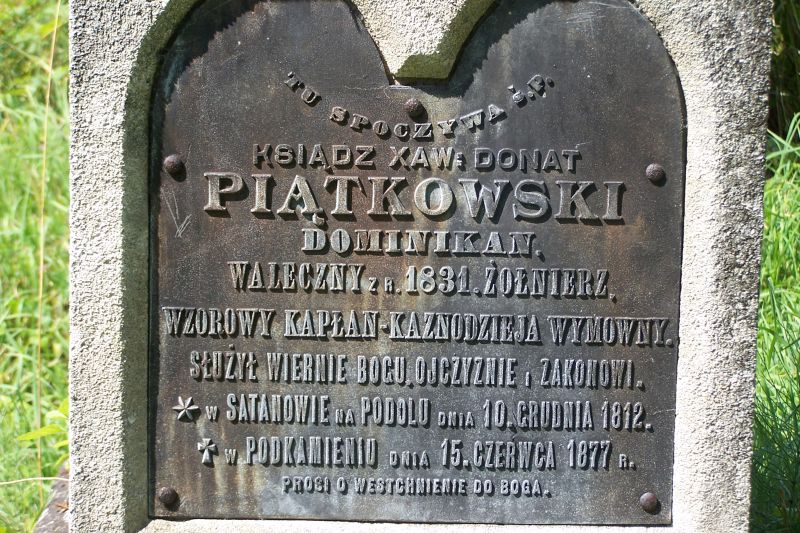 TU SPOCZYWA Ś.P.
KSIĄDZ XAW: DONAT
PIĄTKOWSKI
DOMINIKAN,
WALECZNY Z R. 1831. ŻOŁNIERZ,
WZOROWY KAPŁAN-KAZNODZIEJA WYMOWNY.
SŁUŻYŁ WIERNIE BOGU, OJCZYZNIE i ZAKONOWI.
W SATANOWIE NA PODOLU DNIA 10. GRUDNIA 1812.
W PODKAMIENIU DNIA 15. CZERWCA 1877 R.
PROSI O WESTCHNIENIE DO BOGA.